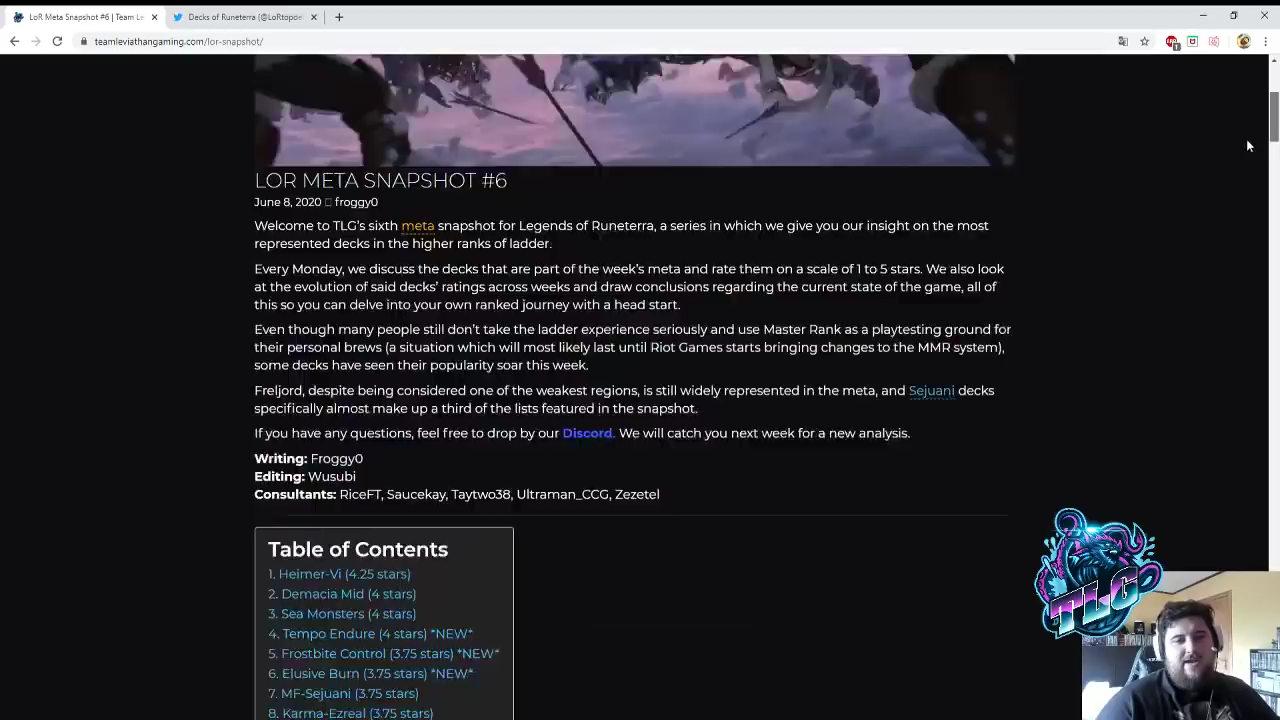 LoR Meta Snapshot #6 | Team Le
Decks of Runeterra (@LoRtopde
teamleviathangaming.com/lor-snapshot/
LOR META SNAPSHOT #6
June 8, 2020 froggy0
Welcome to TLG's sixth meta snapshot for Legends of Runeterra, a series in which we give you our insight on the most
represented decks in the higher ranks of ladder.
Every Monday, we discuss the decks that are part of the week's meta and rate them on a scale of 1 to 5 stars. We also look
at the evolution of said decks' ratings across weeks and draw conclusions regarding the current state of the game, all of
this so you can delve into your own ranked journey with a head start.
Even though many people still don't take the ladder experience seriously and use Master Rank as a playtesting ground for
their personal brews (a situation which will most likely last until Riot Games starts bringing changes to the MMR system),
some decks have seen their popularity soar this week.
Freljord, despite being considered one of the weakest regions, is still widely represented in the meta, and Sejuani decks
specifically almost make up a third of the lists featured in the snapshot.
If you have any questions, feel free to drop by our Discord. We will catch you next week for a new analysis.
Writing: Froggy0
Editing: Wusubi
Consultants: RiceFT, Saucekay, Taytwo38, Ultraman_CCG, Zezetel
Table of Contents
1. Heimer-Vi (4.25 stars)
2. Demacia Mid (4 stars)
3. Sea Monsters (4 stars)
4. Tempo Endure (4 stars) *NEW*
5. Frostbite Control (3.75 stars) *NEW*
6. Elusive Burn (3.75 stars) *NEW*
7. MF-Sejuani (3.75 stars)
8. Karma-Ezreal (3.75 stars)
TLG